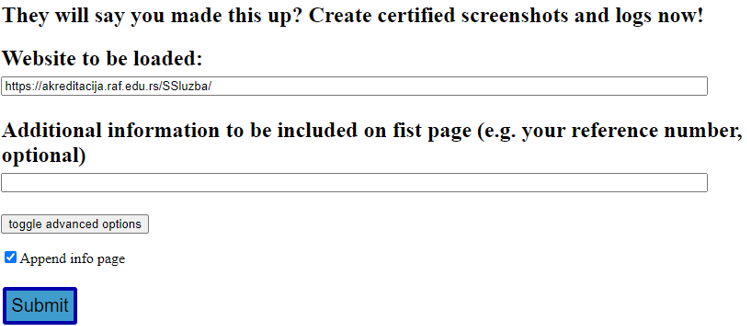 They will say you made this up? Create certified screenshots and logs now!
Website to be loaded:
https://akreditacija.raf.edu.rs/SSluzba/
Additional information to be included on fist page (e.g. your reference number,
optional)
toggle advanced options
Append info page
Submit